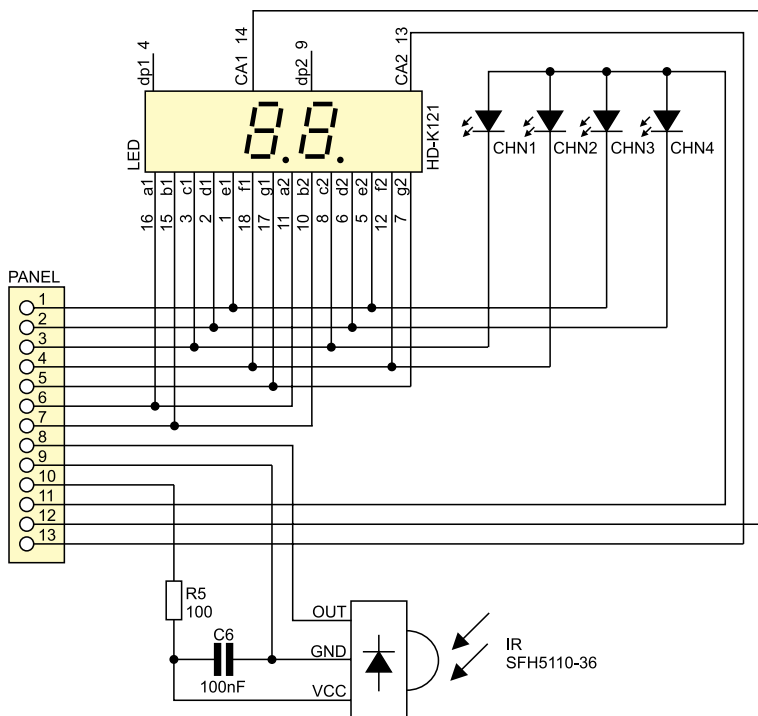 dp1 4
CA1 14
dp2 9
CA2 13
LED
HD-K121
16 a1
15 b1
3 c1
2 d1
1 e1
18 f1
17 g1
11 a2
10 b2
8 c2
6 d2
5 e2
12 f2
7 g2
CHN1
CHN2
CHN3
CHN4
PANEL
1
2
3
4
5
6
7
8
9
10
11
12
13
R5
100
C6
100nF
OUT
GND
VCC
IR
SFH5110-36